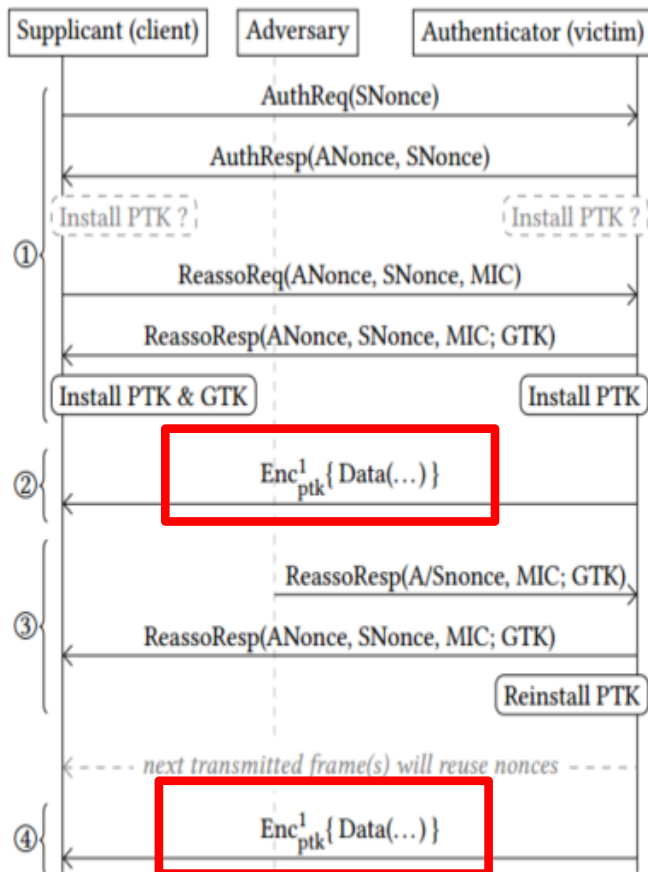 Supplicant (client) Adversary Authenticator (victim)
AuthReq(SNonce)
AuthResp(ANonce, SNonce)
Install PTK ? Install PTK ?
①
ReassoReq(ANonce, SNonce, MIC)
ReassoResp(ANonce, SNonce, MIC; GTK)
Install PTK & GTK Install PTK
② Enc¹ptk{ Data(…) }
ReassoResp(A/Snonce, MIC; GTK)
③
ReassoResp(ANonce, SNonce, MIC; GTK)
Reinstall PTK
next transmitted frame(s) will reuse nonces
④ Enc¹ptk{ Data(…) }